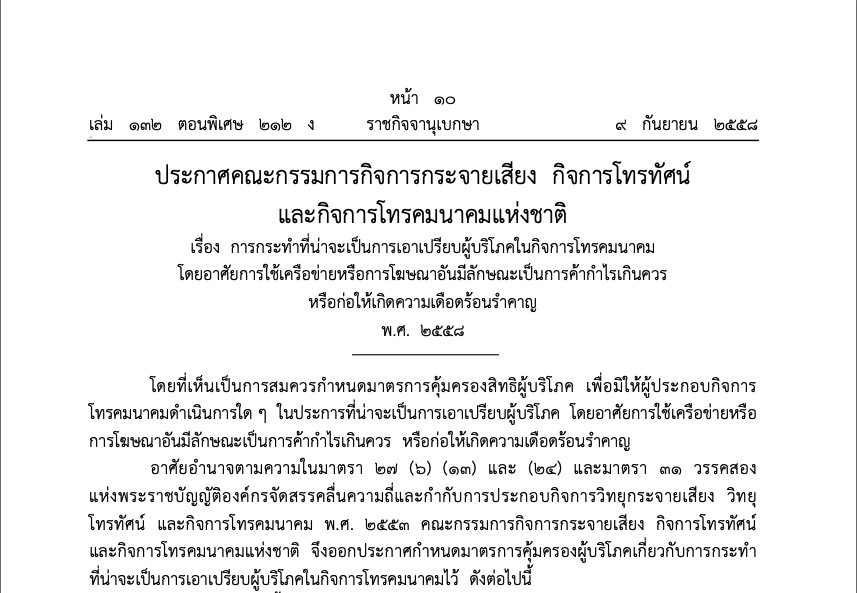 หน้า ๑๐
เล่ม ๑๓๒ ตอนพิเศษ ๒๑๒ ง ราชกิจจานุเบกษา ๙ กันยายน ๒๕๕๘
ประกาศคณะกรรมการกิจการกระจายเสียง กิจการโทรทัศน์
และกิจการโทรคมนาคมแห่งชาติ
เรื่อง การกระทำที่น่าจะเป็นการเอาเปรียบผู้บริโภคในกิจการโทรคมนาคม
โดยอาศัยการใช้เครือข่ายหรือการโฆษณาอันมีลักษณะเป็นการค้ากำไรเกินควร
หรือก่อให้เกิดความเดือดร้อนรำคาญ
พ.ศ. ๒๕๕๘
โดยที่เห็นเป็นการสมควรกำหนดมาตรการคุ้มครองสิทธิผู้บริโภค เพื่อมิให้ผู้ประกอบกิจการ
โทรคมนาคมดำเนินการใด ๆ ในประการที่น่าจะเป็นการเอาเปรียบผู้บริโภค โดยอาศัยการใช้เครือข่ายหรือ
การโฆษณาอันมีลักษณะเป็นการค้ากำไรเกินควร หรือก่อให้เกิดความเดือดร้อนรำคาญ
อาศัยอำนาจตามความในมาตรา ๒๗ (๖) (๑๓) และ (๒๔) และมาตรา ๓๑ วรรคสอง
แห่งพระราชบัญญัติองค์กรจัดสรรคลื่นความถี่และกำกับการประกอบกิจการวิทยุกระจายเสียง วิทยุ
โทรทัศน์ และกิจการโทรคมนาคม พ.ศ. ๒๕๕๓ คณะกรรมการกิจการกระจายเสียง กิจการโทรทัศน์
และกิจการโทรคมนาคมแห่งชาติ จึงออกประกาศกำหนดมาตรการคุ้มครองผู้บริโภคเกี่ยวกับการกระทำ
ที่น่าจะเป็นการเอาเปรียบผู้บริโภคในกิจการโทรคมนาคมไว้ ดังต่อไปนี้